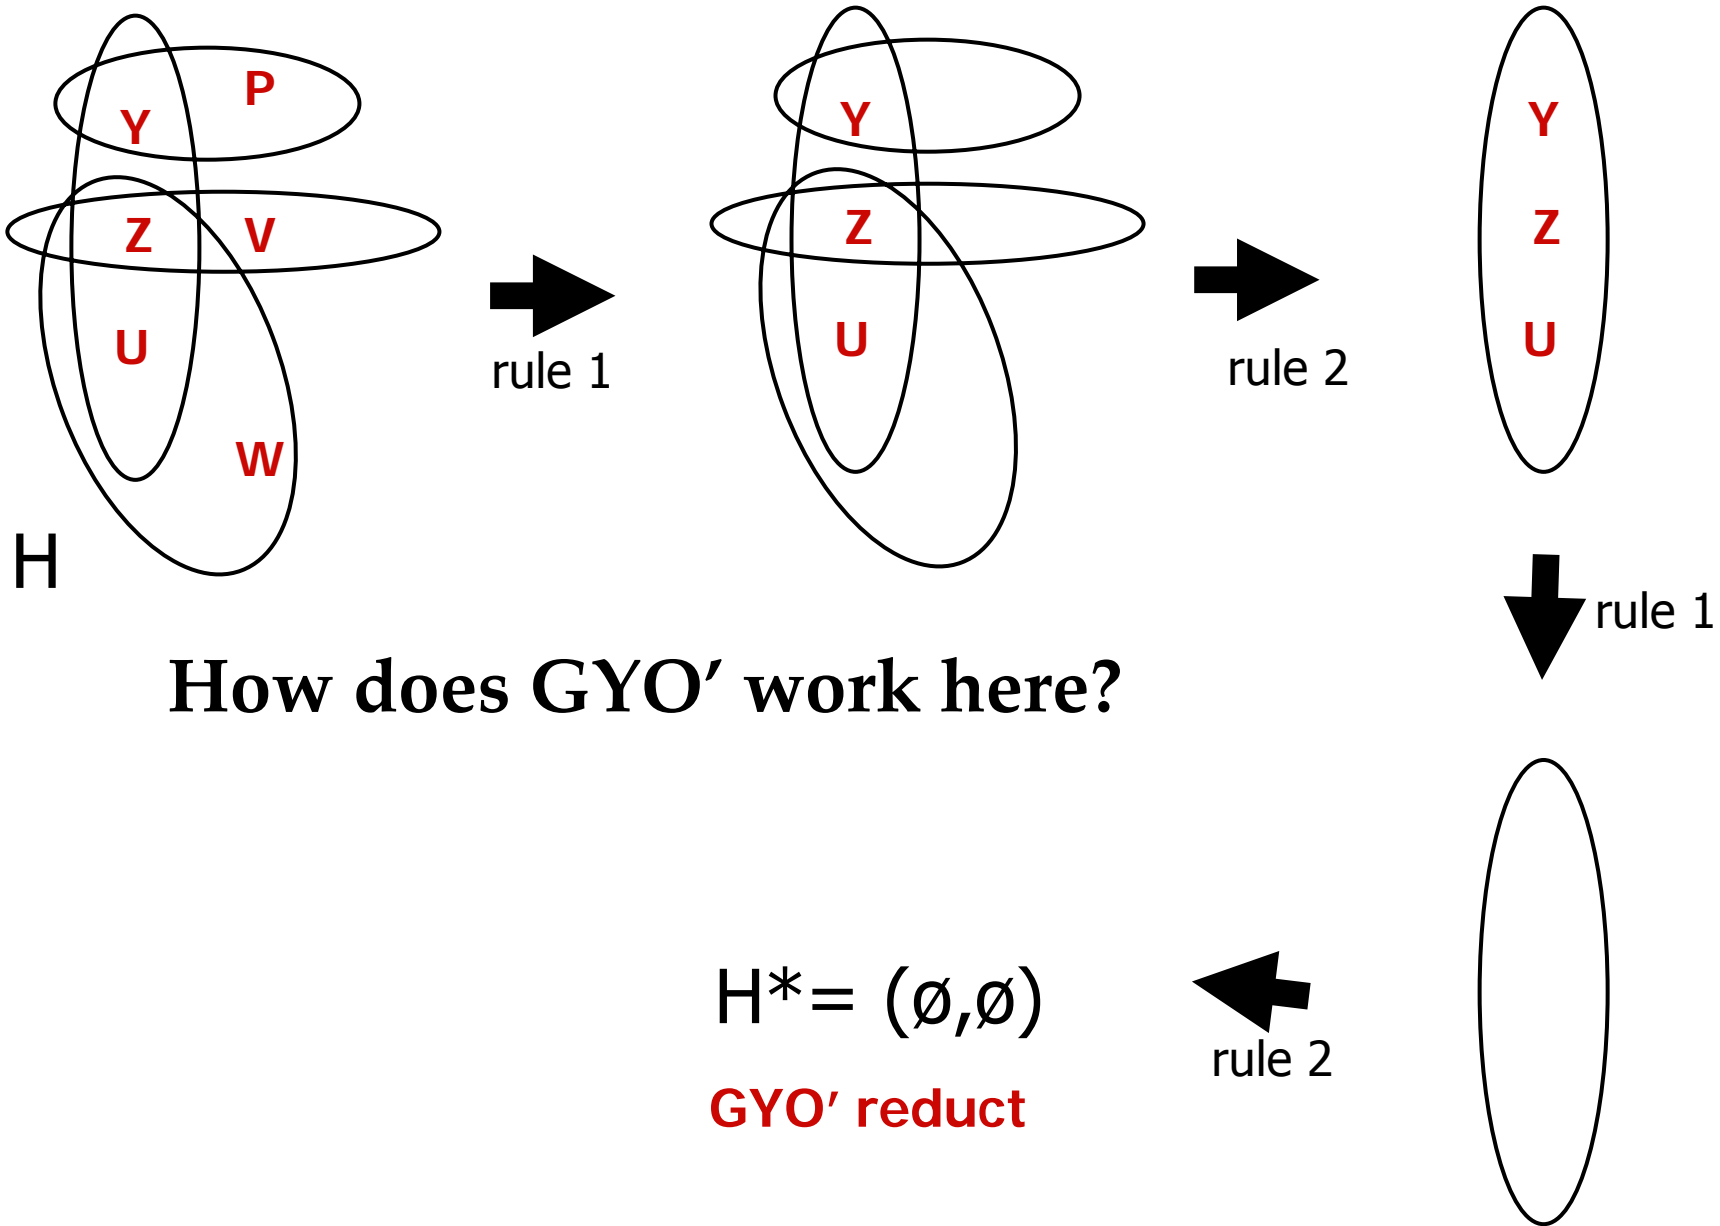 P
Y
Z V
U
W
H
rule 1
Y
Z
U
rule 2
Y
Z
U
rule 1
How does GYO′ work here?
rule 2
H*= (ø,ø)
GYO′ reduct